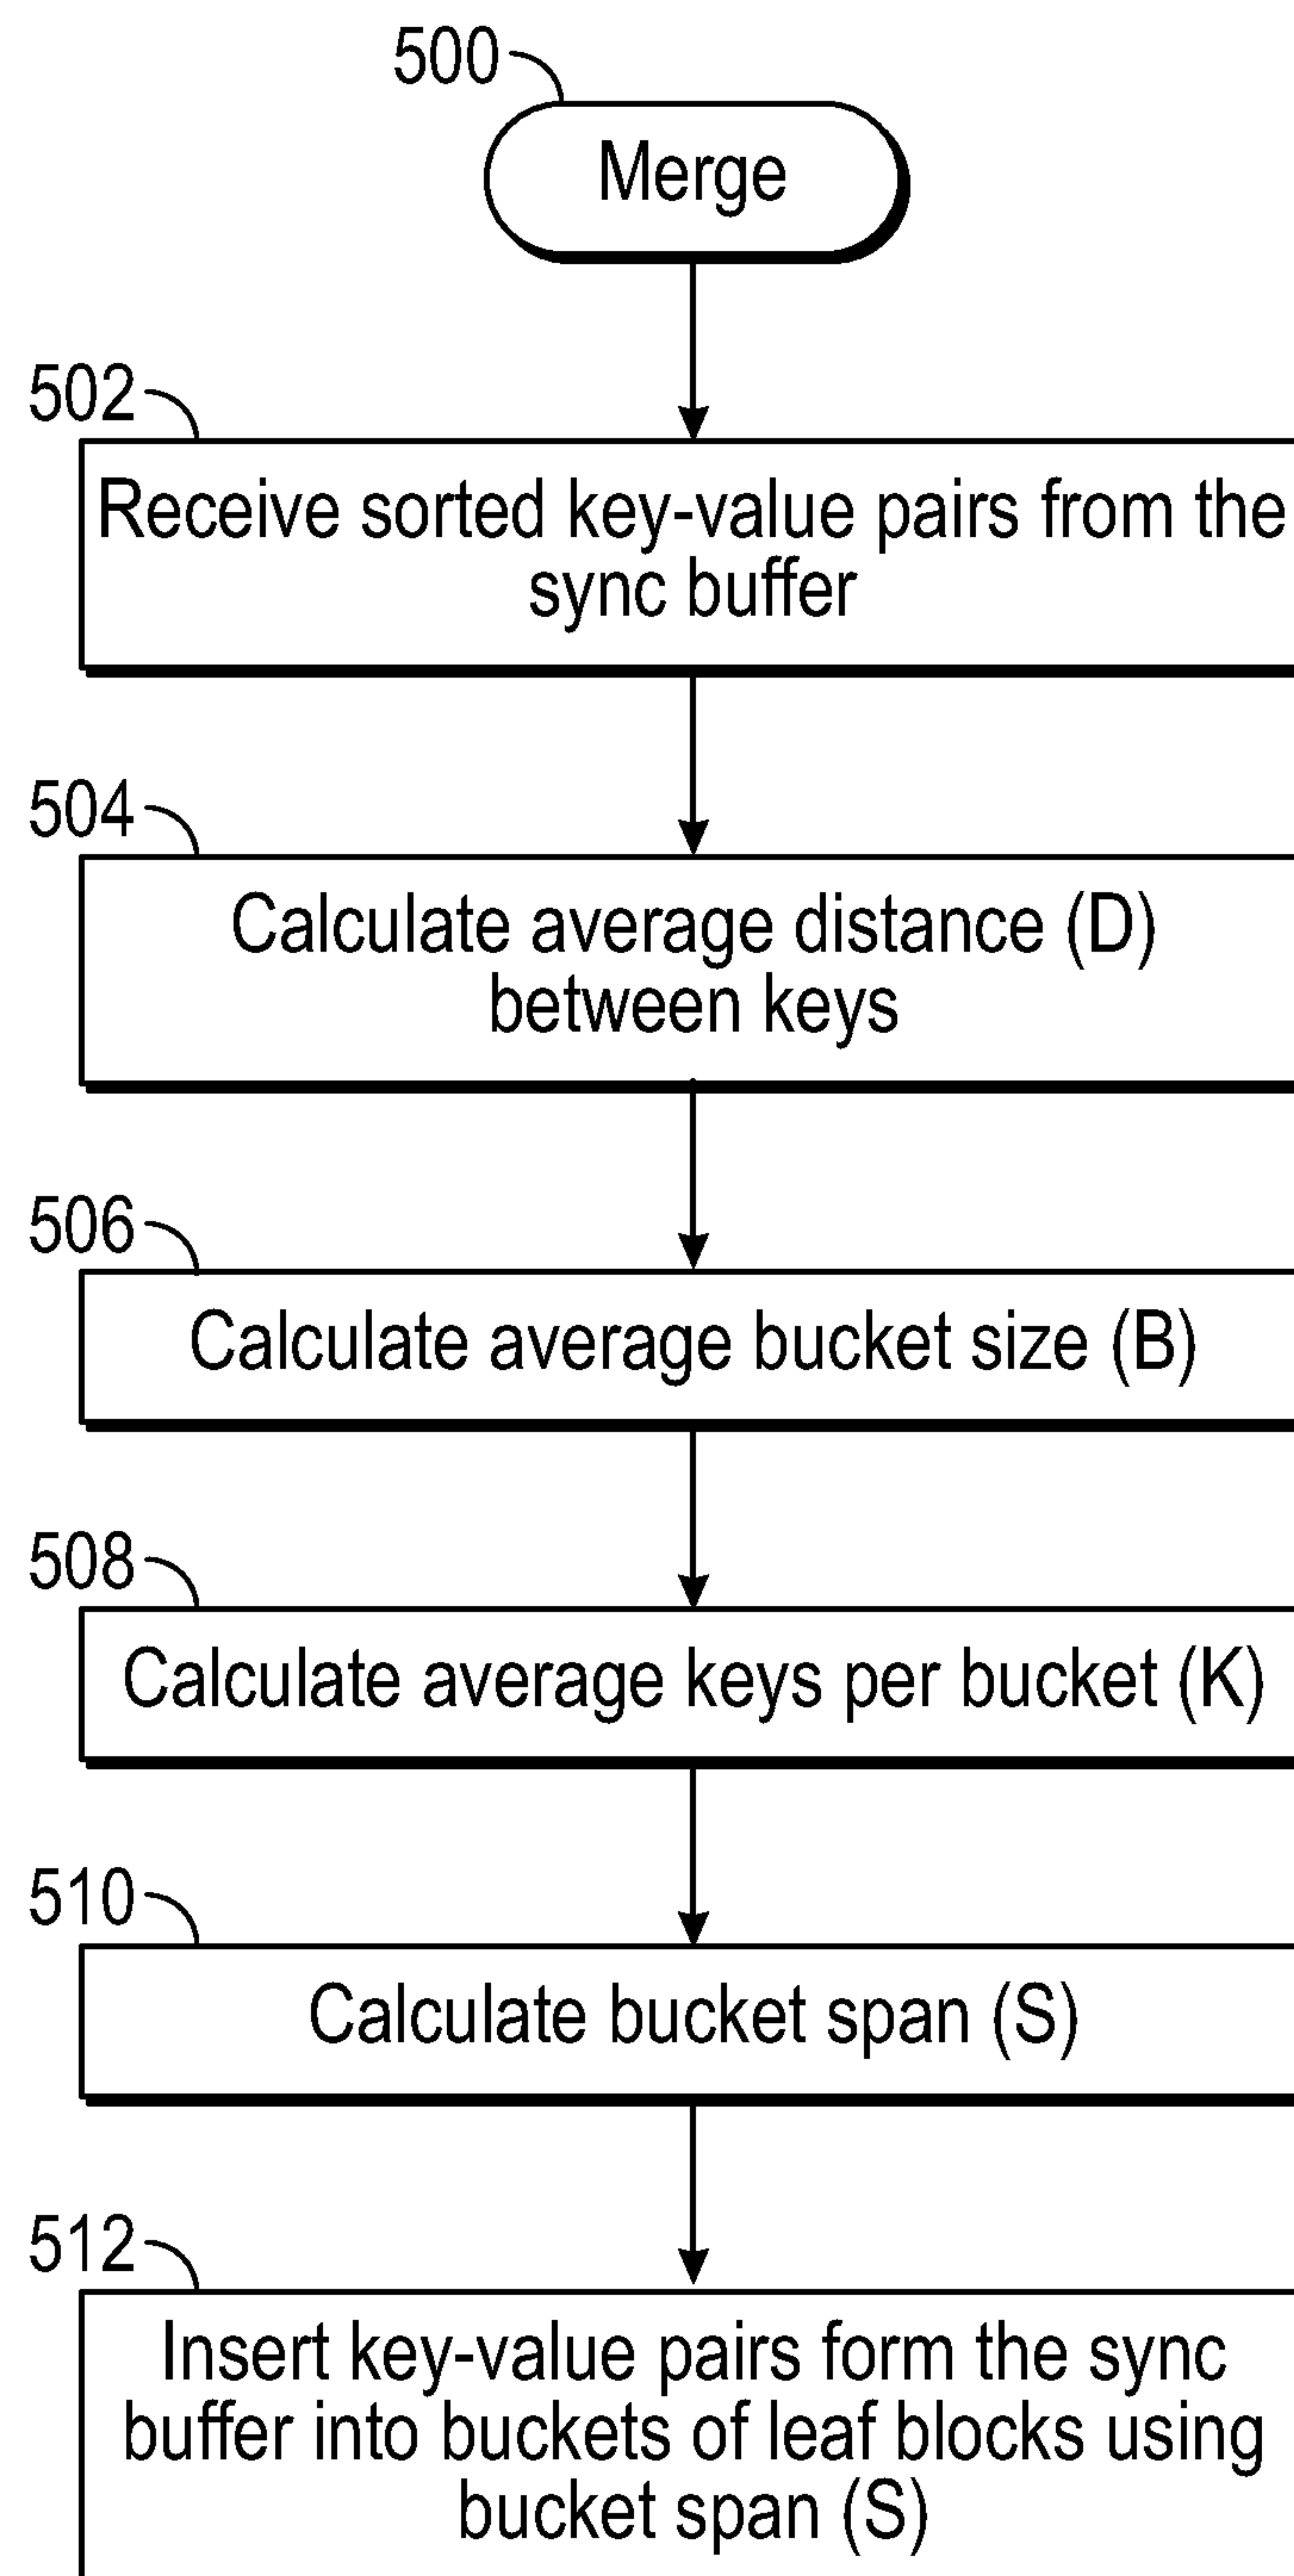 500
Merge
502
Receive sorted key-value pairs from the
sync buffer
504
Calculate average distance (D)
between keys
506
Calculate average bucket size (B)
508
Calculate average keys per bucket (K)
510
Calculate bucket span (S)
512
Insert key-value pairs form the sync
buffer into buckets of leaf blocks using
bucket span (S)